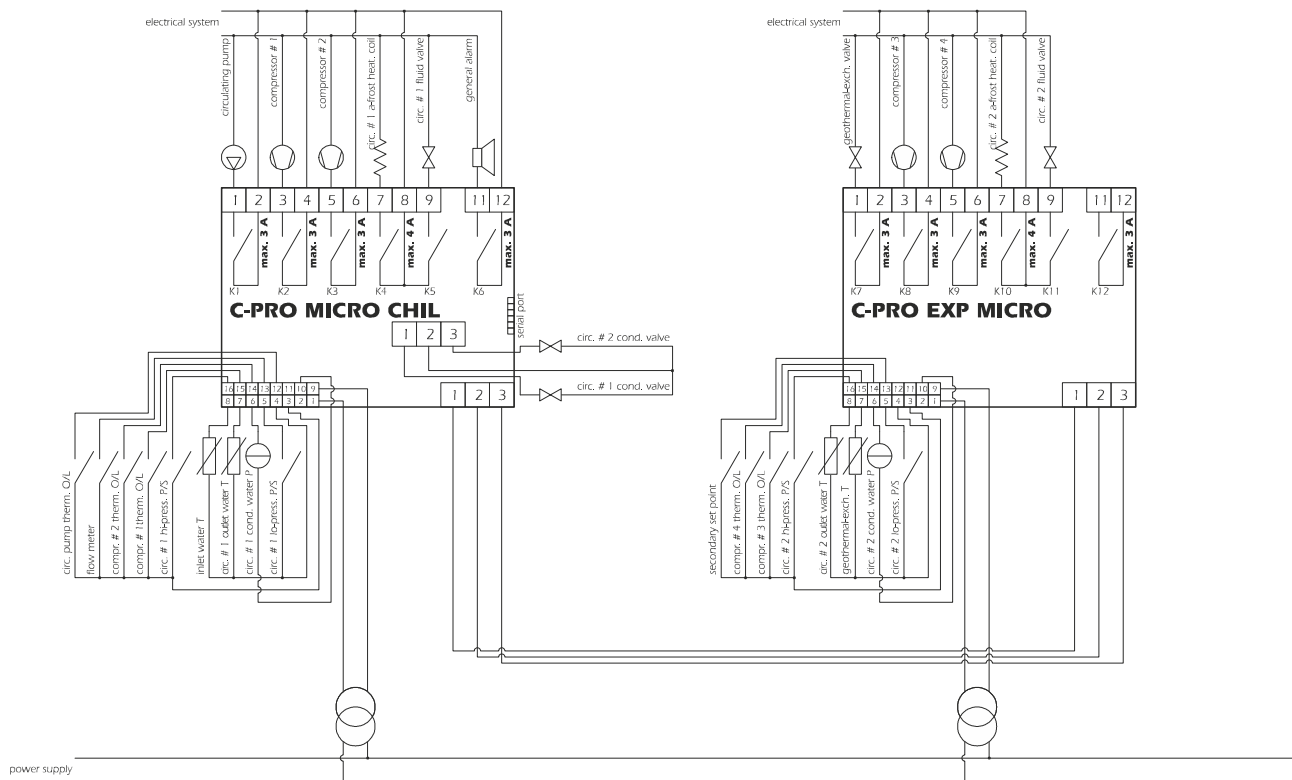 electrical system
circulating pump
compressor # 1
compressor # 2
circ. # 1 a-frost heat. coil
circ. # 1 fluid valve
general alarm
1 2 3 4 5 6 7 8 9 11 12
max. 3 A
max. 3 A
max. 3 A
max. 4 A
max. 3 A
K1 K2 K3 K4 K5 K6
C-PRO MICRO CHIL
serial port
1 2 3
circ. # 2 cond. valve
circ. # 1 cond. valve
16 15 14 13 12 11 10 9
8 7 6 5 4 3 2 1
1 2 3
circ. pump therm. O/L
flow meter
compr. # 2 therm. O/L
compr. # 1 therm. O/L
circ. # 1 hi-press. P/S
inlet water T
circ. # 1 outlet water T
circ. # 1 cond. water P
circ. # 1 lo-press. P/S
electrical system
geothermal-exch. valve
compressor # 3
compressor # 4
circ. # 2 a-frost heat. coil
circ. # 2 fluid valve
1 2 3 4 5 6 7 8 9 11 12
max. 3 A
max. 3 A
max. 3 A
max. 4 A
max. 3 A
K7 K8 K9 K10 K11 K12
C-PRO EXP MICRO
16 15 14 13 12 11 10 9
8 7 6 5 4 3 2 1
1 2 3
secondary set point
compr. # 4 therm. O/L
compr. # 3 therm. O/L
circ. # 2 hi-press. P/S
circ. # 2 outlet water T
geothermal-exch. T
circ. # 2 cond. water P
circ. # 2 lo-press. P/S
power supply